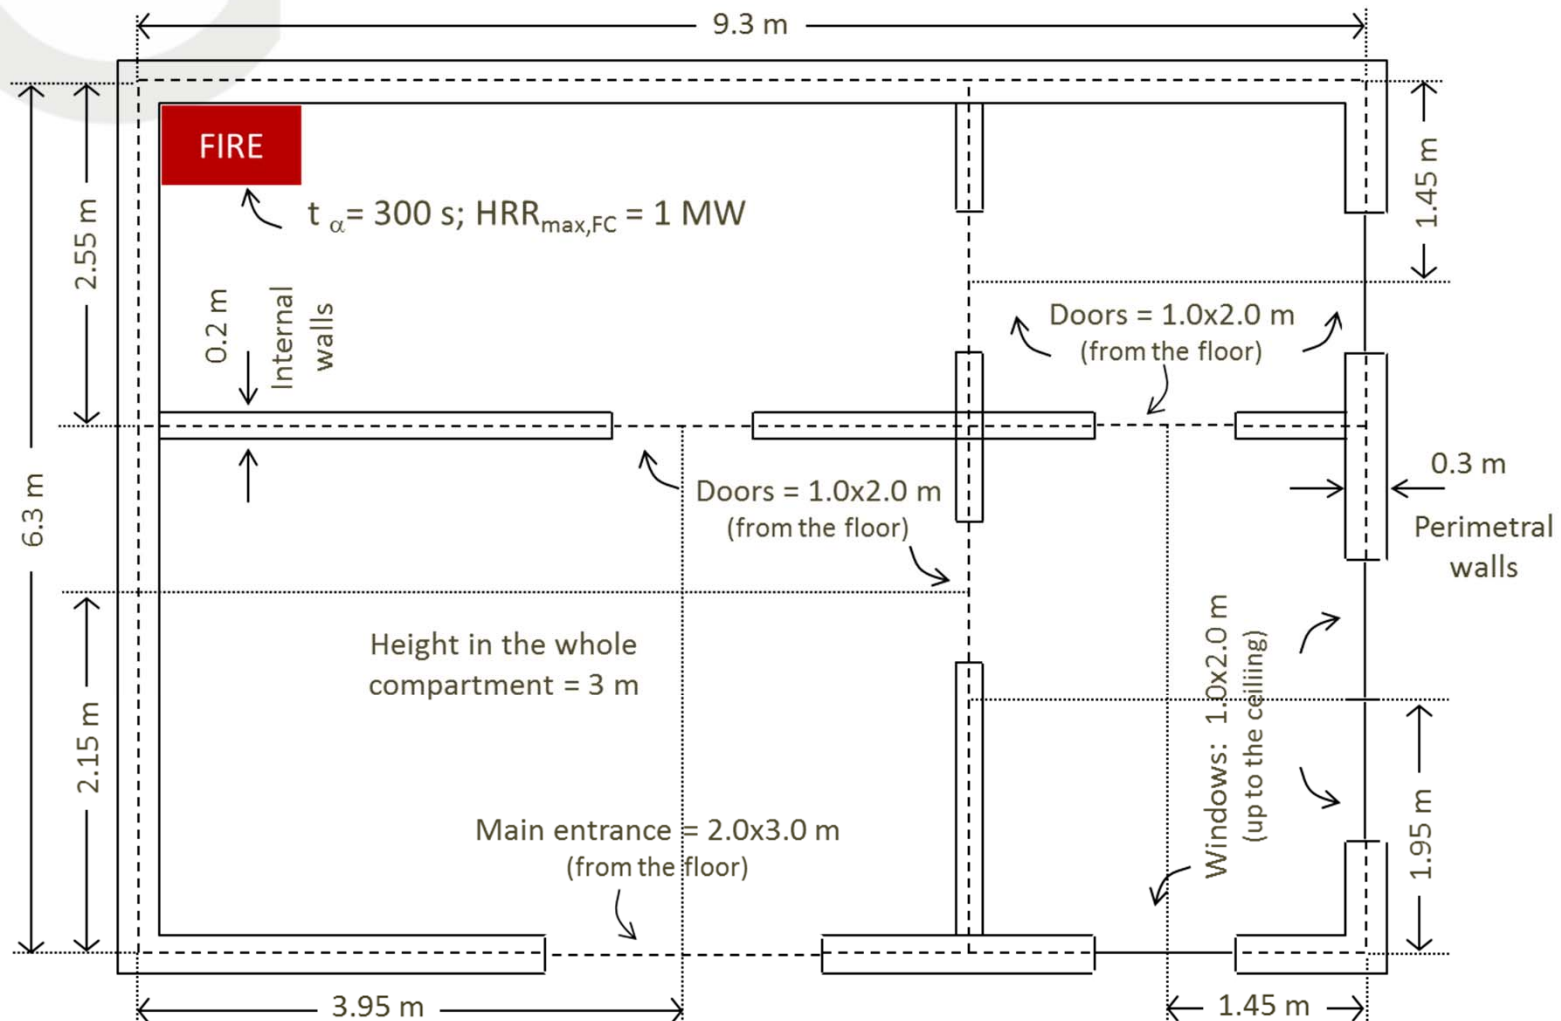 9.3 m
FIRE
t α= 300 s; HRRmax,FC = 1 MW
1.45 m
2.55 m
0.2 m
Internal
walls
Doors = 1.0x2.0 m
(from the floor)
6.3 m
Doors = 1.0x2.0 m
(from the floor)
0.3 m
Perimetral
walls
Height in the whole
compartment = 3 m
Windows: 1.0x2.0 m
(up to the ceiliing)
2.15 m
Main entrance = 2.0x3.0 m
(from the floor)
1.95 m
3.95 m
1.45 m